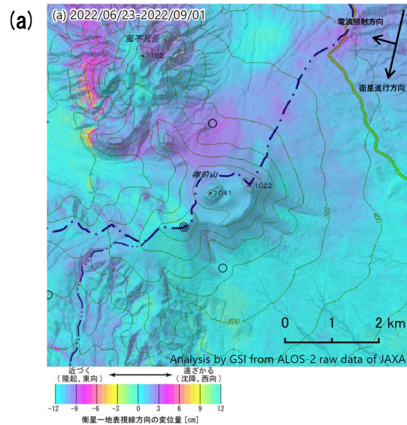 (a)
(a) 2022/06/23-2022/09/01
電波照射方向
衛星進行方向
風不死岳
1102
樽前山
1041
1022
400
200
0 1 2 km
Analysis by GSI from ALOS-2 raw data of JAXA
近づく
(隆起、東向)
遠ざかる
(沈降、西向)
-12 -9 -6 -3 0 3 6 9 12
衛星-地表視線方向の変位量 [cm]